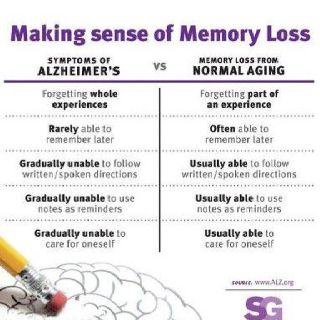 Making sense of Memory Loss
SYMPTOMS OF
ALZHEIMER'S
VS
MEMORY LOSS FROM
NORMAL AGING
Forgetting whole
experiences
Forgetting part of
an experience
Rarely able to
remember later
Often able to
remember later
Gradually unable to follow
written/spoken directions
Usually able to follow
written/spoken directions
Gradually unable to use
notes as reminders
Usually able to use
notes as reminders
Gradually unable to
care for oneself
Usually able to
care for oneself
SOURCE: www.ALZ.org
SG